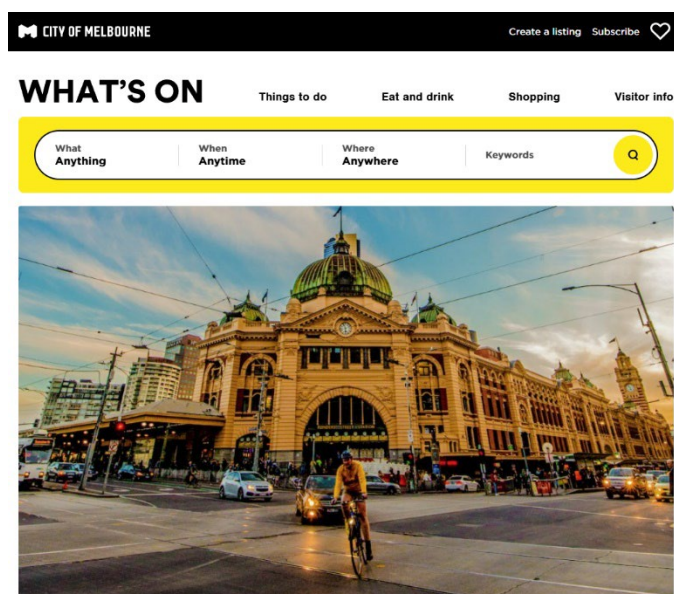 CITY OF MELBOURNE
Create a listing Subscribe
WHAT'S ON
Things to do Eat and drink Shopping Visitor info
What When Where Keywords
Anything Anytime Anywhere